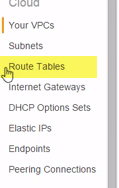 Cloud
Your VPCs
Subnets
Route Tables
Internet Gateways
DHCP Options Sets
Elastic IPs
Endpoints
Peering Connections